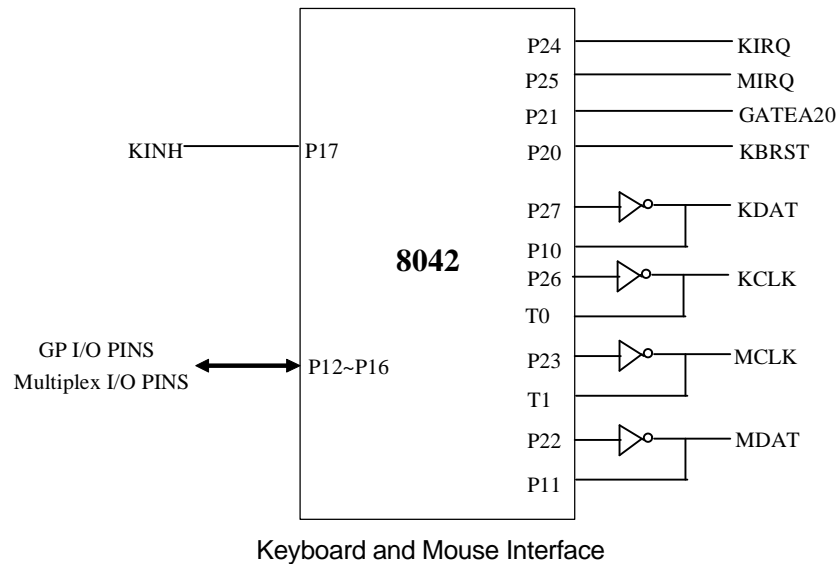 P24 KIRQ
P25 MIRQ
P21 GATEA20
KINH P17 P20 KBRST
P27 KDAT
P10
8042
P26 KCLK
T0
GP I/O PINS
Multiplex I/O PINS
P12~P16
P23 MCLK
T1
P22 MDAT
P11
Keyboard and Mouse Interface